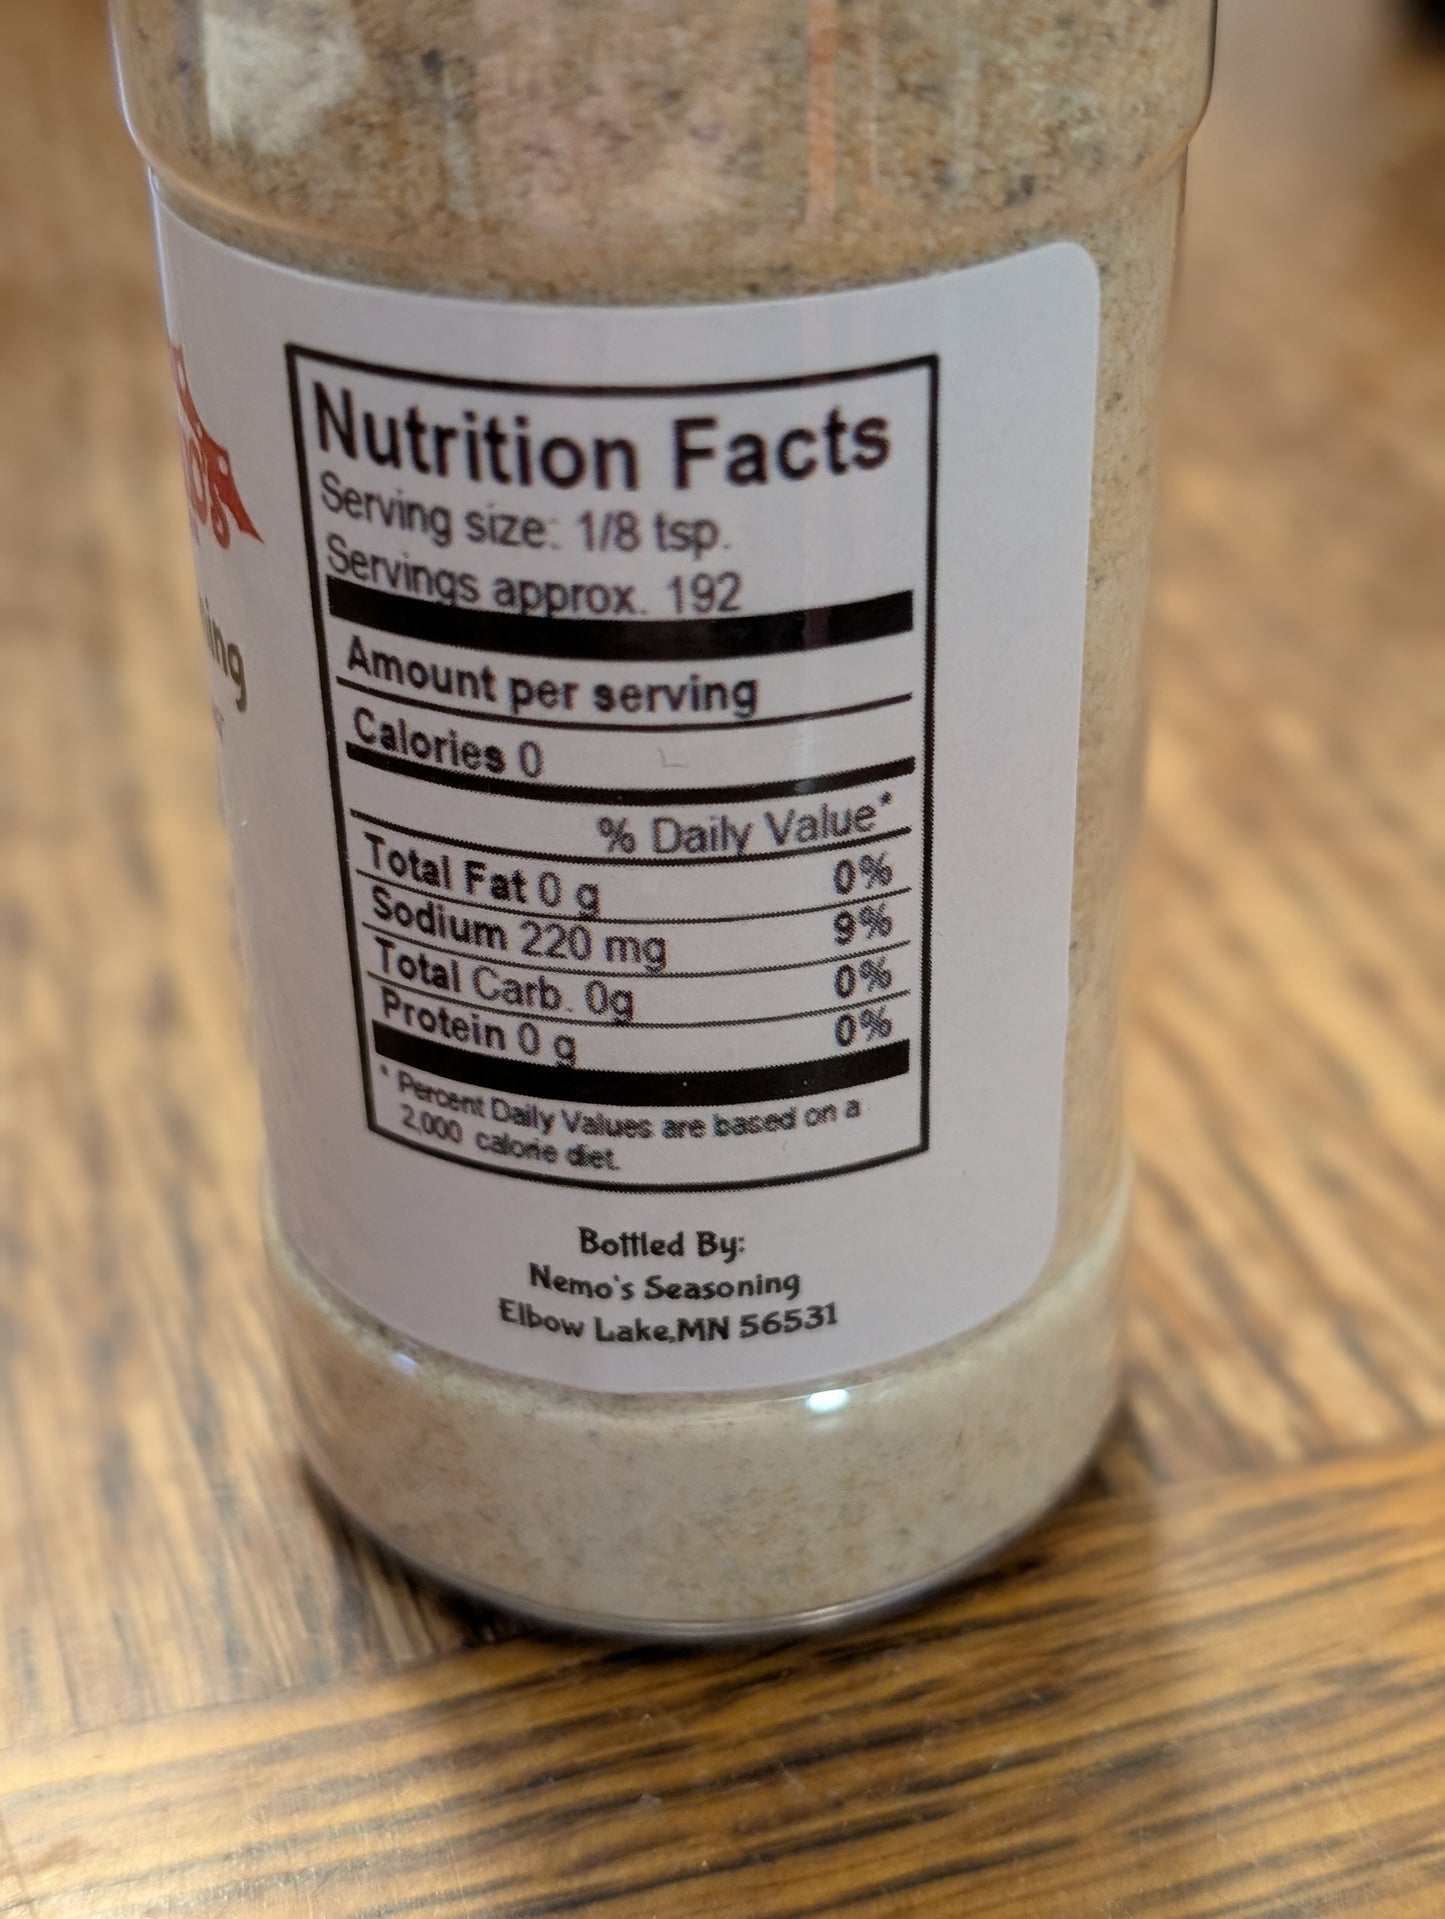 Nutrition Facts
Serving size: 1/8 tsp.
Servings approx. 192
Amount per serving
Calories 0
% Daily Value*
Total Fat 0 g 0%
Sodium 220 mg 9%
Total Carb. 0g 0%
Protein 0 g 0%
* Percent Daily Values are based on a
2,000 calorie diet.
Bottled By:
Nemo's Seasoning
Elbow Lake,MN 56531